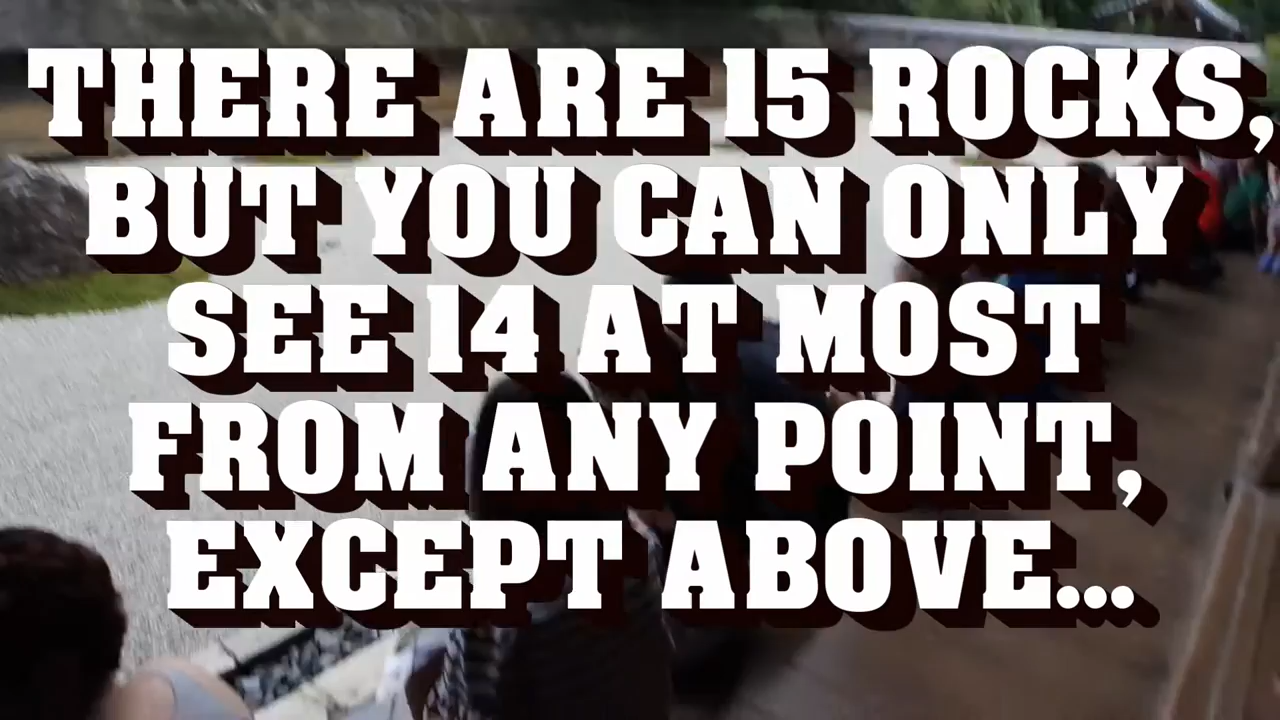 THERE ARE 15 ROCKS,
BUT YOU CAN ONLY
SEE 14 AT MOST
FROM ANY POINT,
EXCEPT ABOVE...